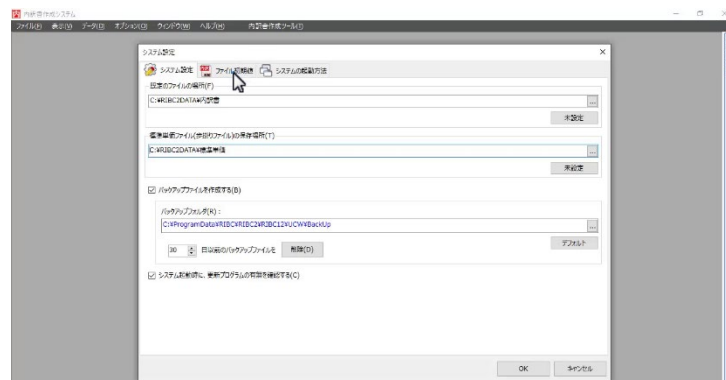 内訳書作成システム
ファイル(F) 表示(V) データ(D) オプション(O) ウィンドウ(W) ヘルプ(H) 内訳書作成ツール(T)
システム設定
システム設定 ファイル初期値 システムの起動方法
既定のファイルの場所(F)
C:¥RIBC2DATA¥内訳書
未設定
標準単価ファイル(歩掛りファイル)の保存場所(T)
C:¥RIBC2DATA¥標準単価
未設定
バックアップファイルを作成する(B)
バックアップフォルダ(R):
C:¥ProgramData¥RIBC¥RIBC2¥RIBC12¥UCW¥BackUp
デフォルト
30 日以前のバックアップファイルを 削除(D)
システム起動時に、更新プログラムの有無を確認する(C)
OK キャンセル